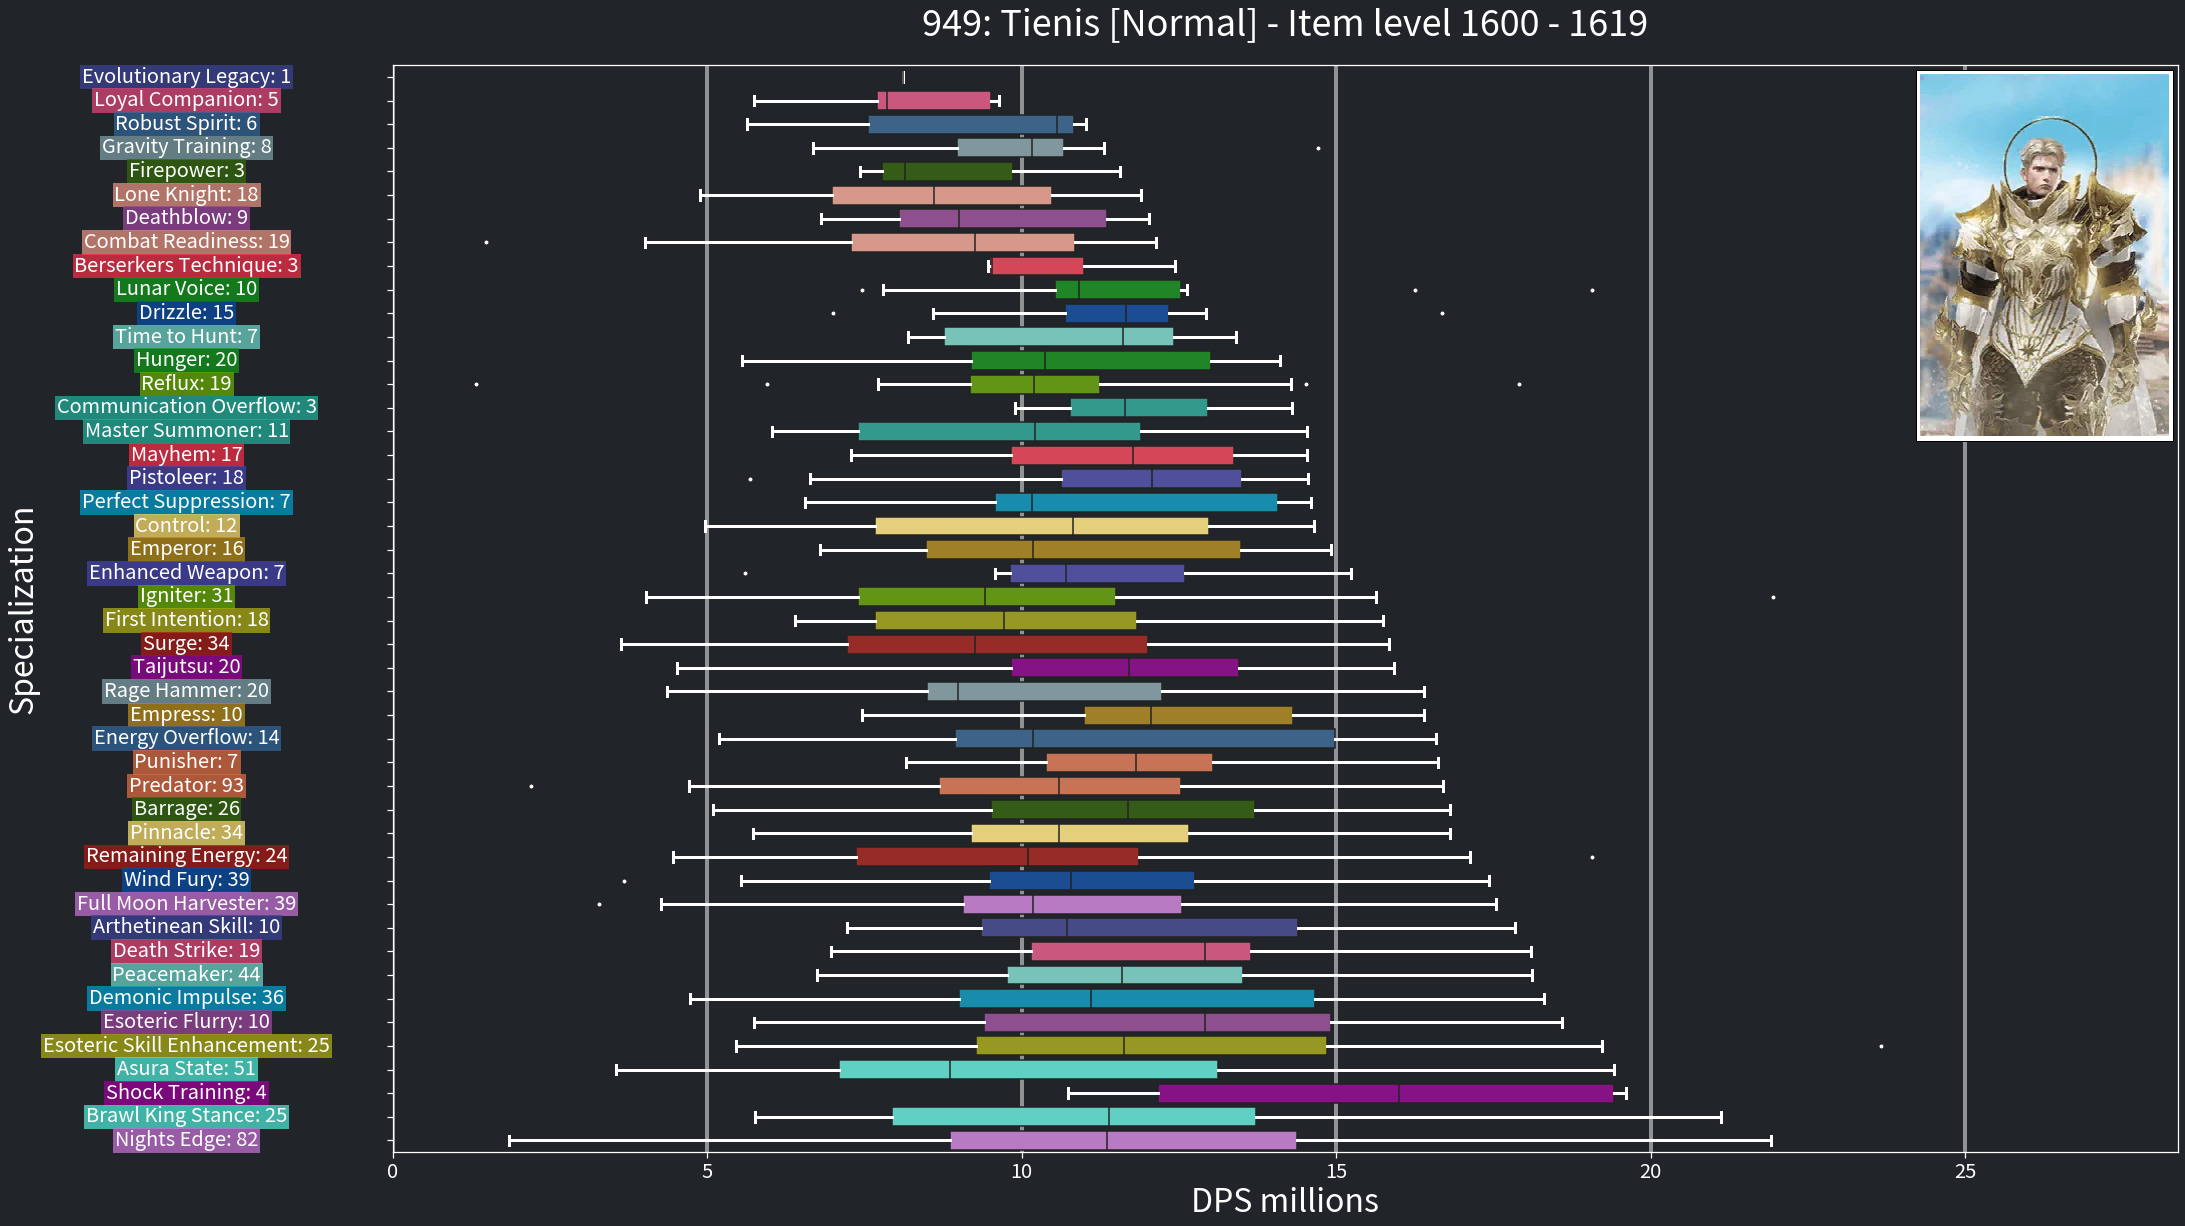 949: Tienis [Normal] - Item level 1600 - 1619
Evolutionary Legacy: 1
Loyal Companion: 5
Robust Spirit: 6
Gravity Training: 8
Firepower: 3
Lone Knight: 18
Deathblow: 9
Combat Readiness: 19
Berserkers Technique: 3
Lunar Voice: 10
Drizzle: 15
Time to Hunt: 7
Hunger: 20
Reflux: 19
Communication Overflow: 3
Master Summoner: 11
Mayhem: 17
Pistoleer: 18
Perfect Suppression: 7
Control: 12
Emperor: 16
Enhanced Weapon: 7
Igniter: 31
First Intention: 18
Surge: 34
Taijutsu: 20
Rage Hammer: 20
Empress: 10
Energy Overflow: 14
Punisher: 7
Predator: 93
Barrage: 26
Pinnacle: 34
Remaining Energy: 24
Wind Fury: 39
Full Moon Harvester: 39
Arthetinean Skill: 10
Death Strike: 19
Peacemaker: 44
Demonic Impulse: 36
Esoteric Flurry: 10
Esoteric Skill Enhancement: 25
Asura State: 51
Shock Training: 4
Brawl King Stance: 25
Nights Edge: 82
Specialization
0 5 10 15 20 25
DPS millions